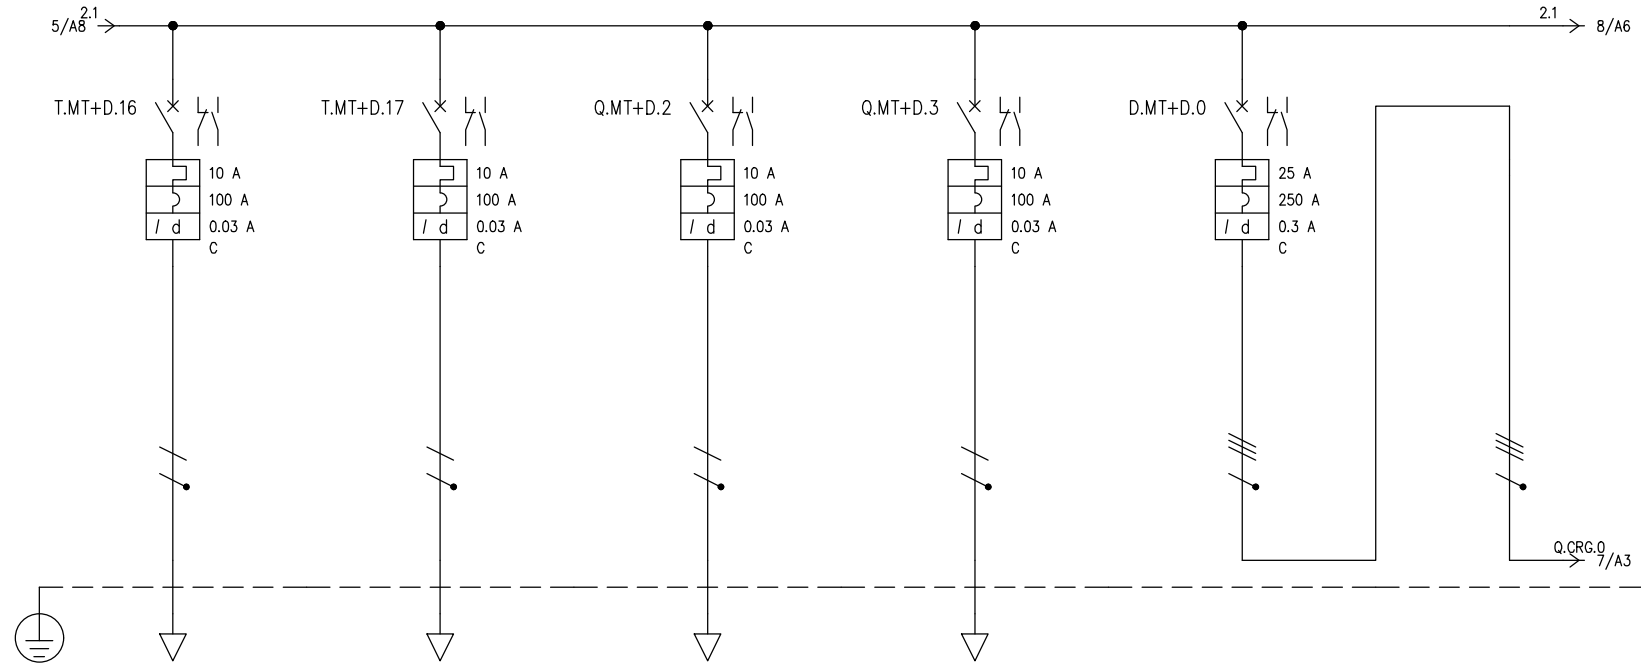 2.1
5/A8
2.1
8/A6
T.MT+D.16
T.MT+D.17
Q.MT+D.2
Q.MT+D.3
D.MT+D.0
10 A
100 A
I d
0.03 A
C
10 A
100 A
I d
0.03 A
C
10 A
100 A
I d
0.03 A
C
10 A
100 A
I d
0.03 A
C
25 A
250 A
I d
0.3 A
C
Q.CRG.0
7/A3